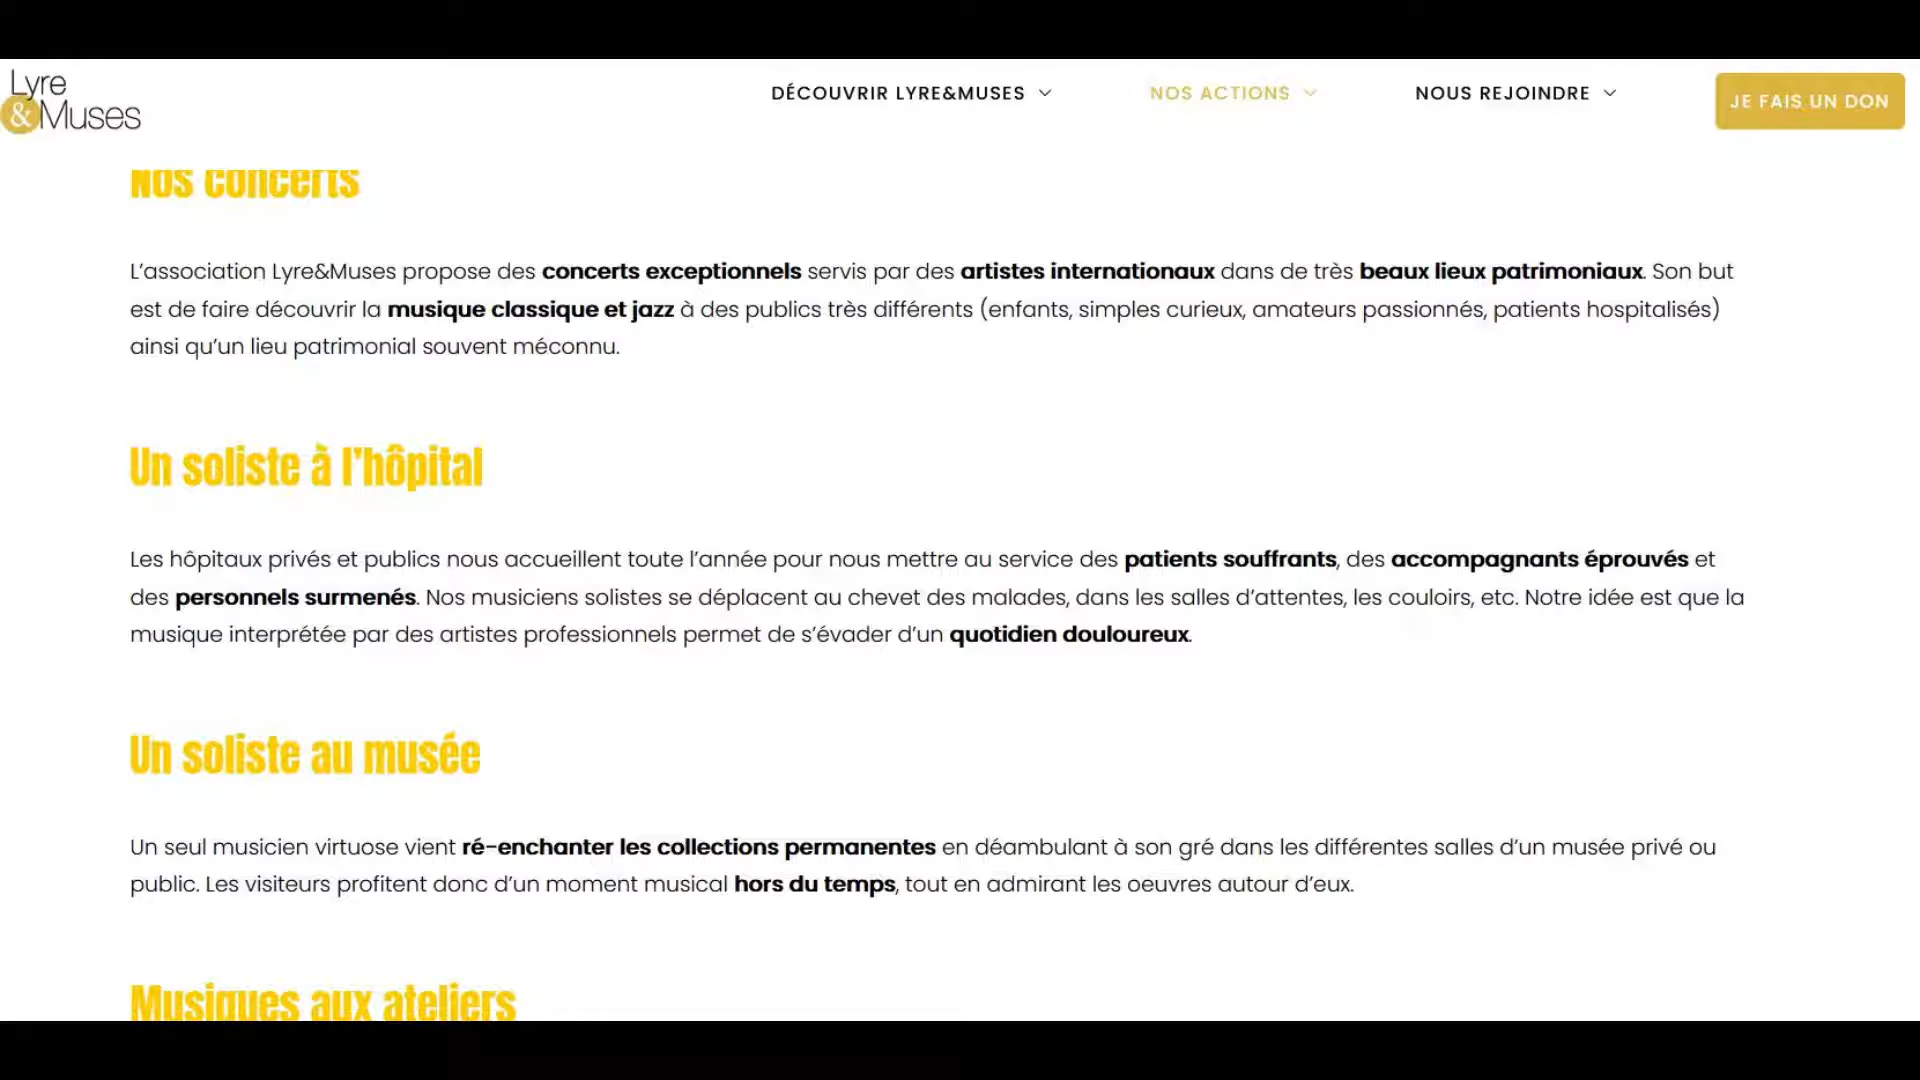 Lyre
&Muses
DÉCOUVRIR LYRE&MUSES
NOS ACTIONS
NOUS REJOINDRE
JE FAIS UN DON
Nos concerts
L’association Lyre&Muses propose des concerts exceptionnels servis par des artistes internationaux dans de très beaux lieux patrimoniaux. Son but
est de faire découvrir la musique classique et jazz à des publics très différents (enfants, simples curieux, amateurs passionnés, patients hospitalisés)
ainsi qu’un lieu patrimonial souvent méconnu.
Un soliste à l’hôpital
Les hôpitaux privés et publics nous accueillent toute l’année pour nous mettre au service des patients souffrants, des accompagnants éprouvés et
des personnels surmenés. Nos musiciens solistes se déplacent au chevet des malades, dans les salles d’attentes, les couloirs, etc. Notre idée est que la
musique interprétée par des artistes professionnels permet de s’évader d’un quotidien douloureux.
Un soliste au musée
Un seul musicien virtuose vient ré-enchanter les collections permanentes en déambulant à son gré dans les différentes salles d’un musée privé ou
public. Les visiteurs profitent donc d’un moment musical hors du temps, tout en admirant les oeuvres autour d’eux.
Musiques aux ateliers